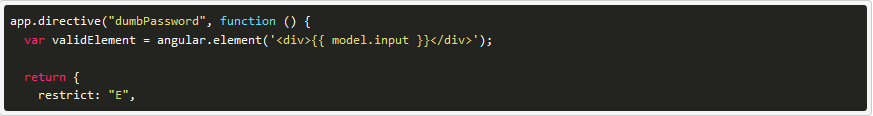 app.directive("dumbPassword", function () {
  var validElement = angular.element('<div>{{ model.input }}</div>');
  return {
    restrict: "E",